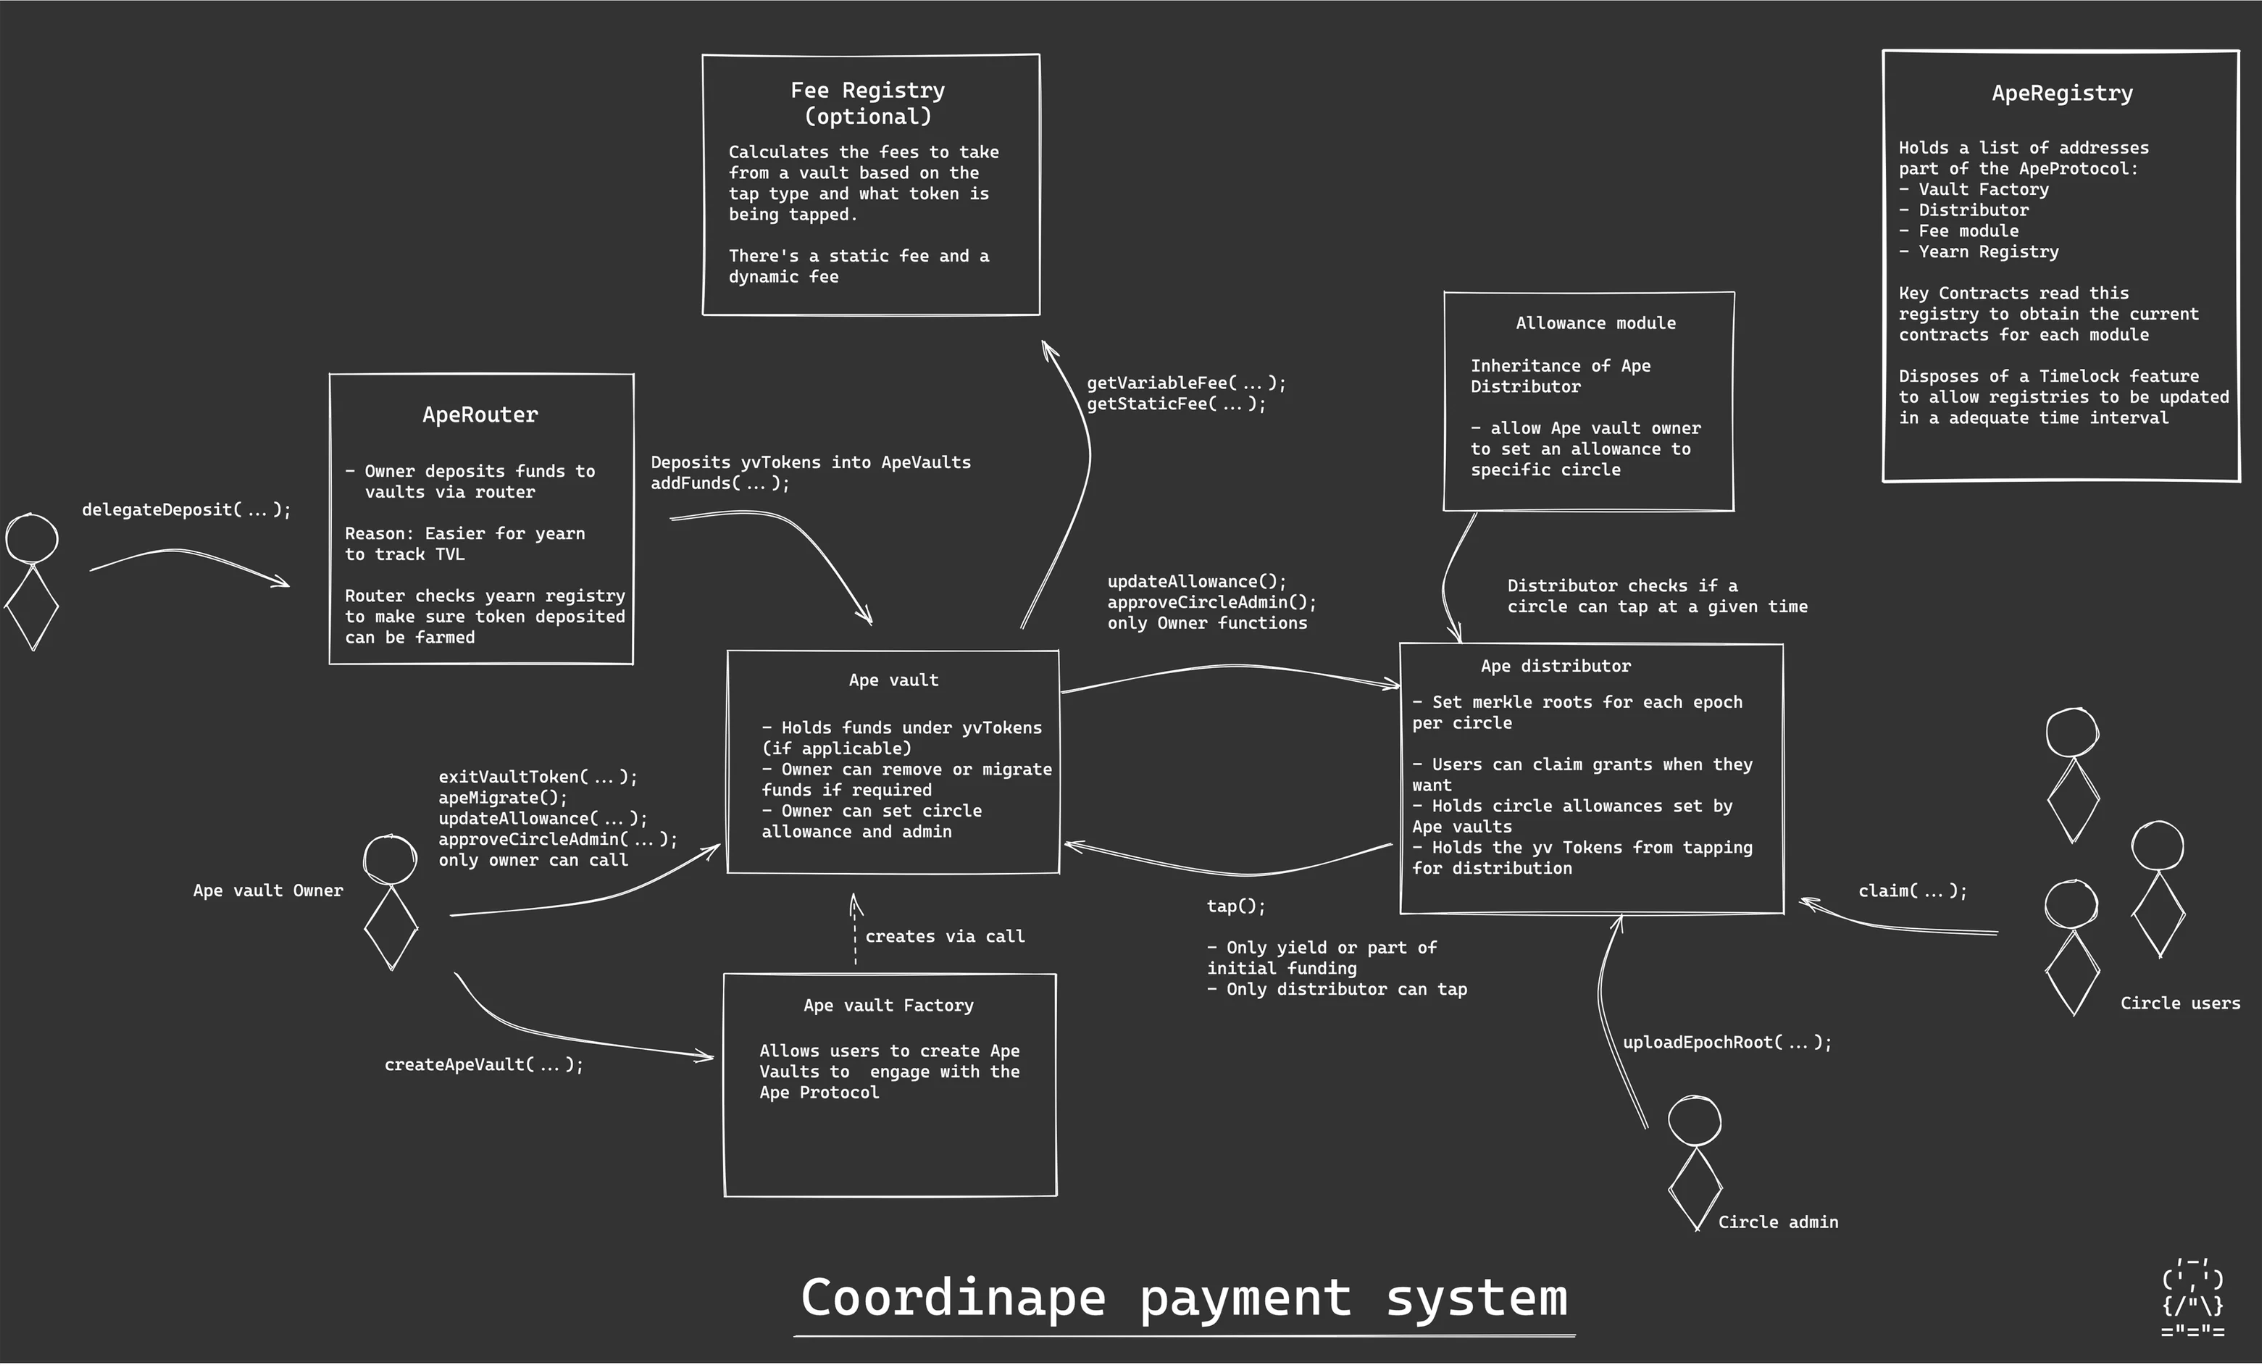 Fee Registry
(optional)
Calculates the fees to take
from a vault based on the
tap type and what token is
being tapped.
There's a static fee and a
dynamic fee
ApeRegistry
Holds a list of addresses
part of the ApeProtocol:
- Vault Factory
- Distributor
- Fee module
- Yearn Registry
Key Contracts read this
registry to obtain the current
contracts for each module
Disposes of a Timelock feature
to allow registries to be updated
in a adequate time interval
Allowance module
Inheritance of Ape
Distributor
- allow Ape vault owner
to set an allowance to
specific circle
getVariableFee(...);
getStaticFee(...);
ApeRouter
- Owner deposits funds to
vaults via router
Reason: Easier for yearn
to track TVL
Router checks yearn registry
to make sure token deposited
can be farmed
delegateDeposit(...);
Deposits yvTokens into ApeVaults
addFunds(...);
updateAllowance();
approveCircleAdmin();
only Owner functions
Distributor checks if a
circle can tap at a given time
Ape vault
- Holds funds under yvTokens
(if applicable)
- Owner can remove or migrate
funds if required
- Owner can set circle
allowance and admin
Ape distributor
- Set merkle roots for each epoch
per circle
- Users can claim grants when they
want
- Holds circle allowances set by
Ape vaults
- Holds the yv Tokens from tapping
for distribution
exitVaultToken(...);
apeMigrate();
updateAllowance(...);
approveCircleAdmin(...);
only owner can call
Ape vault Owner
creates via call
tap();
- Only yield or part of
initial funding
- Only distributor can tap
claim(...);
Circle users
Ape vault Factory
Allows users to create Ape
Vaults to  engage with the
Ape Protocol
createApeVault(...);
uploadEpochRoot(...);
Circle admin
Coordinape payment system
,-,
(',')
{/"\}
="="=